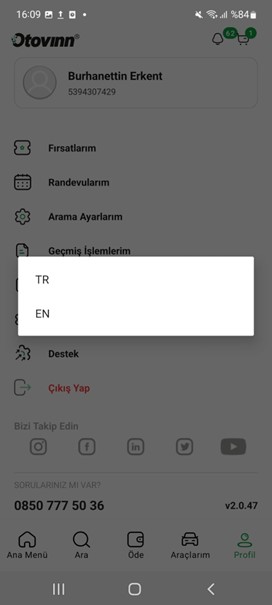 16:09
%84
Otovinn®
62
1
Burhanettin Erkent
5394307429
Fırsatlarım
Randevularım
Arama Ayarlarım
Geçmiş İşlemlerim
TR
EN
Destek
Çıkış Yap
Bizi Takip Edin
SORULARINIZ MI VAR?
0850 777 50 36
v2.0.47
Ana Menü
Ara
Öde
Araçlarım
Profil